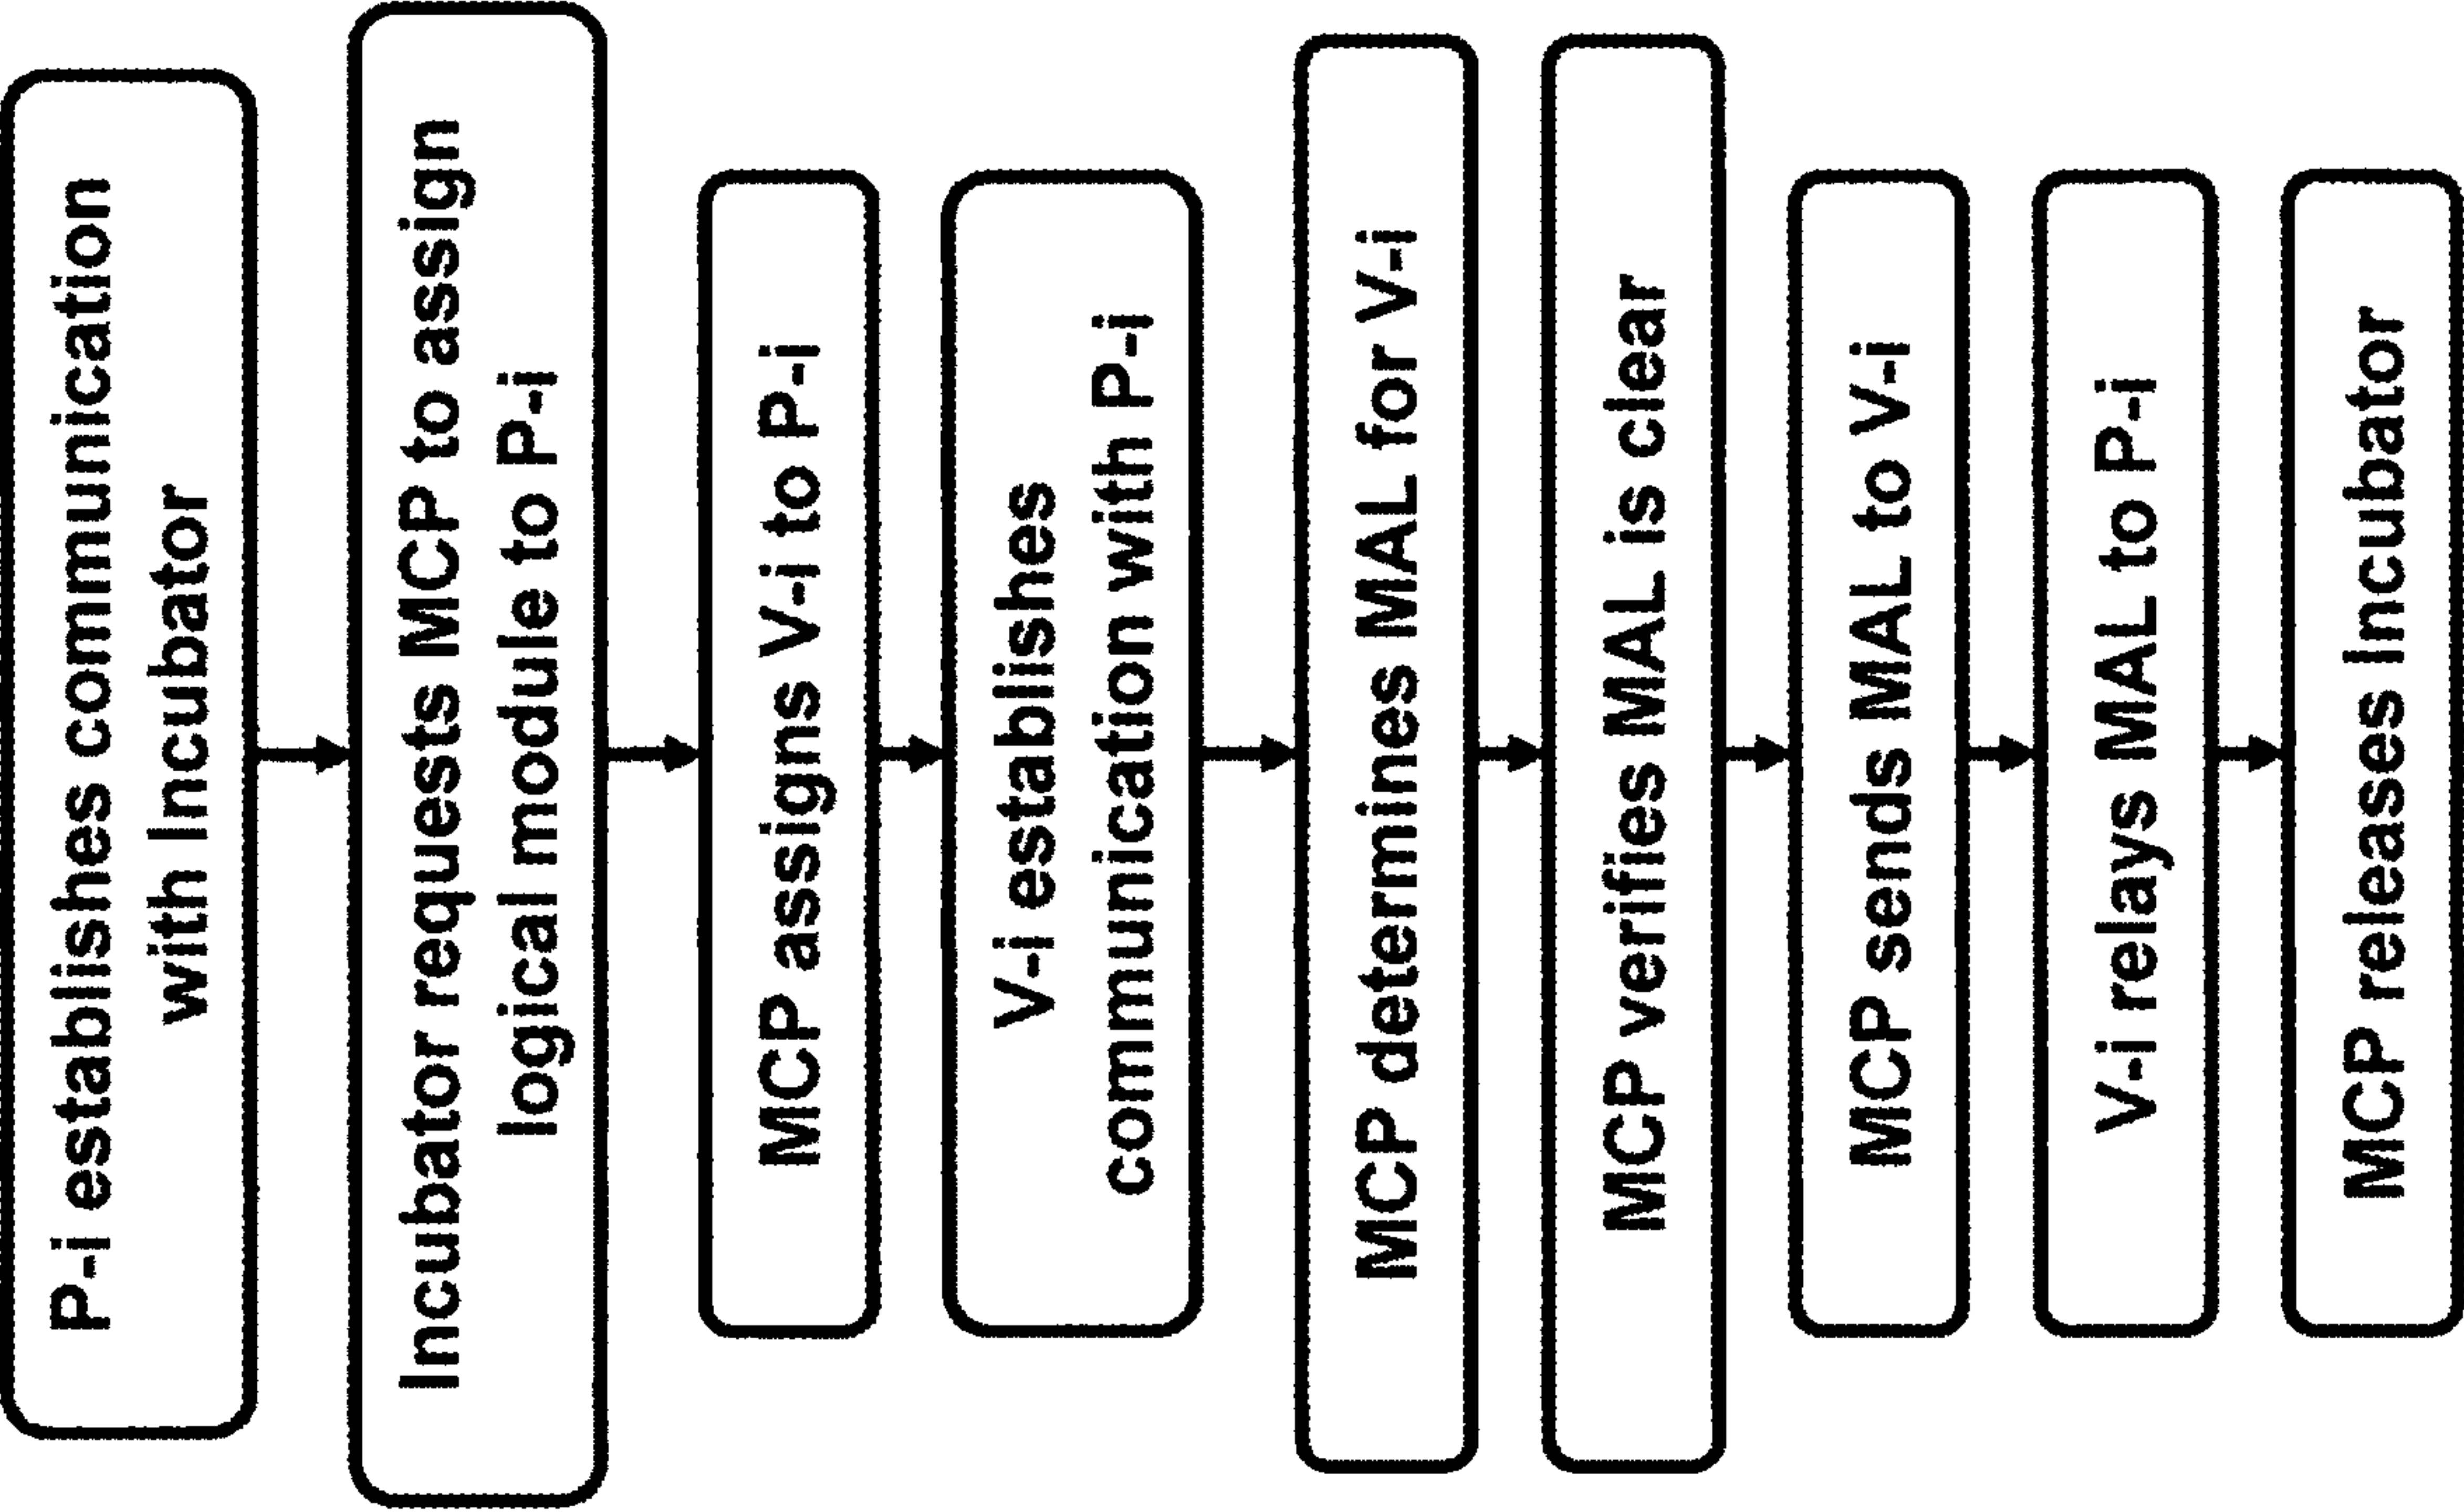 P-i establishes communication
with Incubator
Incubator requests MCP to assign
logical module to P-i
MCP assigns V-i to P-i
V-i establishes
communication with P-i
MCP determines MAL for V-i
MCP verifies MAL is clear
MCP sends MAL to V-i
V-i relays MAL to P-i
MCP releases Incubator